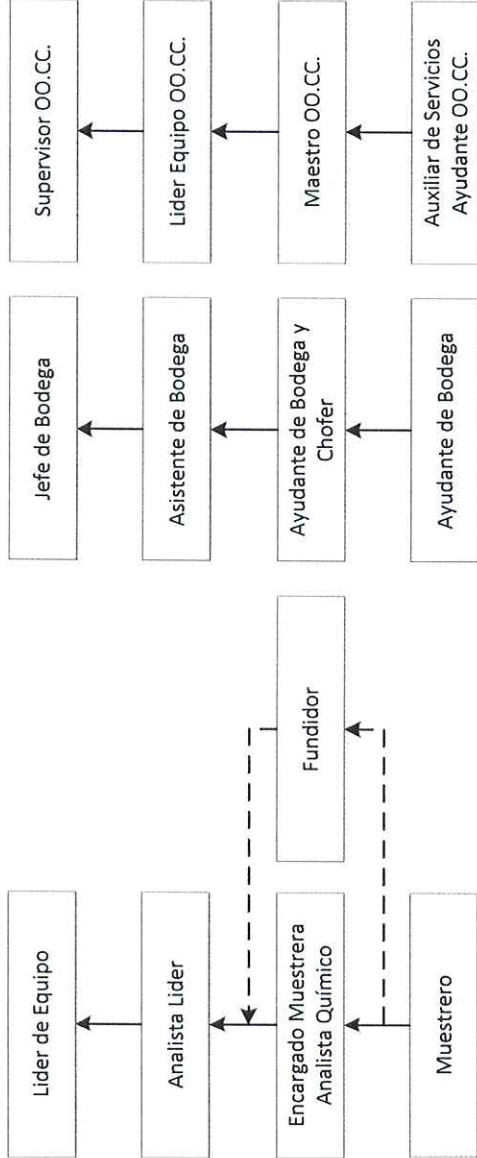 Lider de Equipo
Analista Lider
Encargado Muestrera
Analista Químico
Muestrero
Fundidor
Jefe de Bodega
Asistente de Bodega
Ayudante de Bodega y
Chofer
Ayudante de Bodega
Supervisor OO.CC.
Lider Equipo OO.CC.
Maestro OO.CC.
Auxiliar de Servicios
Ayudante OO.CC.